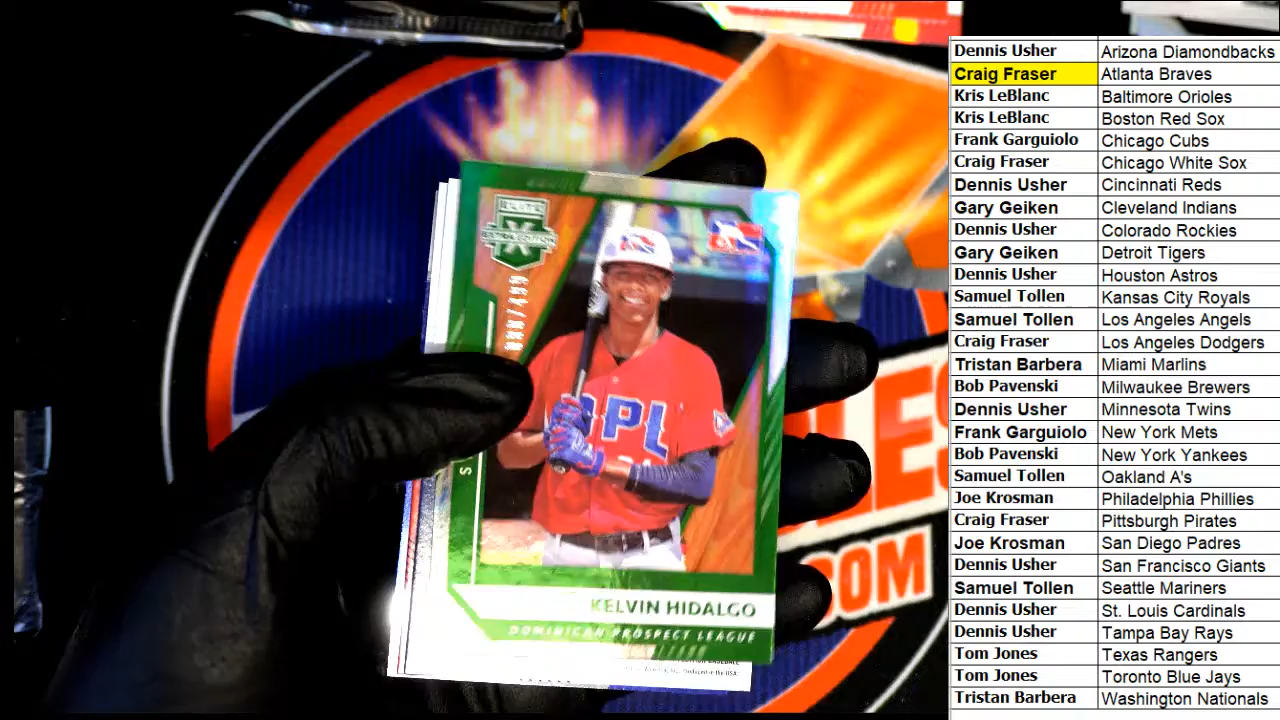 Dennis Usher Arizona Diamondbacks
Craig Fraser Atlanta Braves
Kris LeBlanc Baltimore Orioles
Kris LeBlanc Boston Red Sox
Frank Garguiolo Chicago Cubs
Craig Fraser Chicago White Sox
Dennis Usher Cincinnati Reds
Gary Geiken Cleveland Indians
Dennis Usher Colorado Rockies
Gary Geiken Detroit Tigers
Dennis Usher Houston Astros
Samuel Tollen Kansas City Royals
Samuel Tollen Los Angeles Angels
Craig Fraser Los Angeles Dodgers
Tristan Barbera Miami Marlins
Bob Pavenski Milwaukee Brewers
Dennis Usher Minnesota Twins
Frank Garguiolo New York Mets
Bob Pavenski New York Yankees
Samuel Tollen Oakland A's
Joe Krosman Philadelphia Phillies
Craig Fraser Pittsburgh Pirates
Joe Krosman San Diego Padres
Dennis Usher San Francisco Giants
Samuel Tollen Seattle Mariners
Dennis Usher St. Louis Cardinals
Dennis Usher Tampa Bay Rays
Tom Jones Texas Rangers
Tom Jones Toronto Blue Jays
Tristan Barbera Washington Nationals
ELITE
X
DPL
S
KELVIN HIDALGO
DOMINICAN PROSPECT LEAGUE
.COM